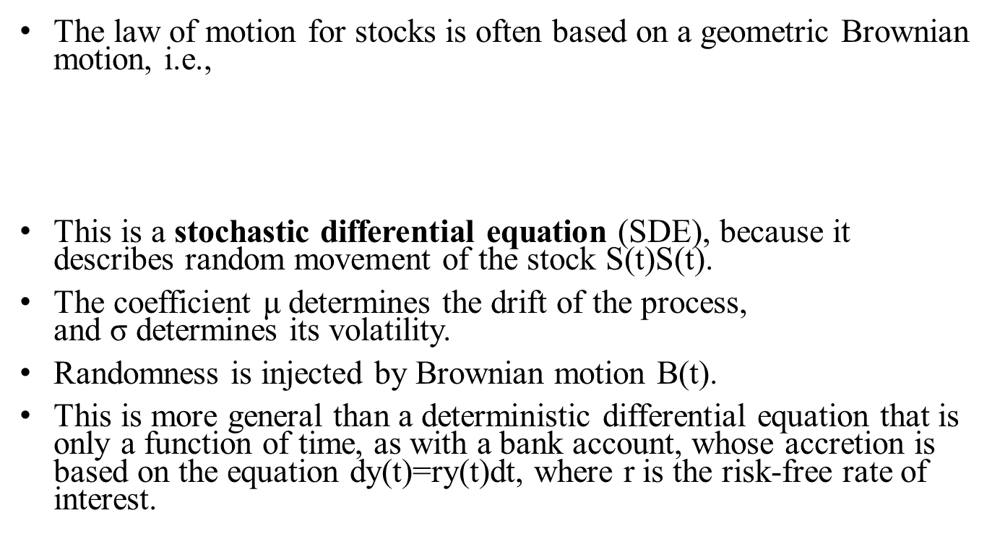 • The law of motion for stocks is often based on a geometric Brownian
motion, i.e.,
• This is a stochastic differential equation (SDE), because it
describes random movement of the stock S(t)S(t).
• The coefficient μ determines the drift of the process,
and σ determines its volatility.
• Randomness is injected by Brownian motion B(t).
• This is more general than a deterministic differential equation that is
only a function of time, as with a bank account, whose accretion is
based on the equation dy(t)=ry(t)dt, where r is the risk-free rate of
interest.